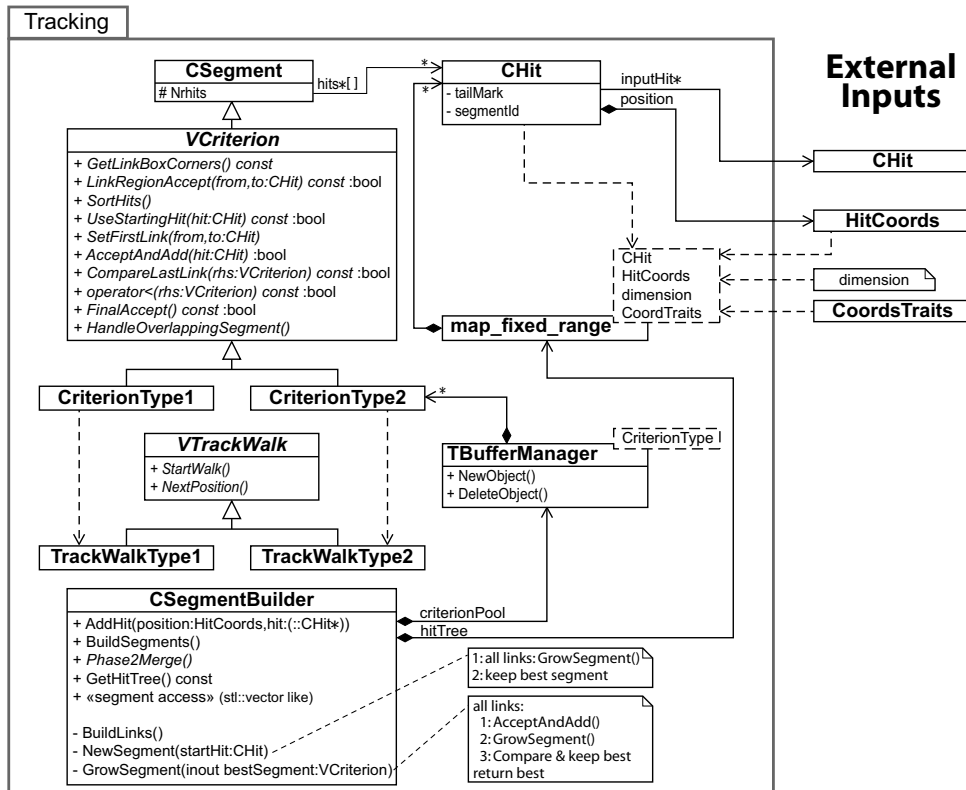 Tracking
CSegment
# Nrhits
hits*[ ]
*
*
CHit
- tailMark
- segmentId
inputHit*
position
External
Inputs
CHit
HitCoords
dimension
CoordsTraits
VCriterion
+ GetLinkBoxCorners() const
+ LinkRegionAccept(from,to:CHit) const :bool
+ SortHits()
+ UseStartingHit(hit:CHit) const :bool
+ SetFirstLink(from,to:CHit)
+ AcceptAndAdd(hit:CHit) :bool
+ CompareLastLink(rhs:VCriterion) const :bool
+ operator<(rhs:VCriterion) const :bool
+ FinalAccept() const :bool
+ HandleOverlappingSegment()
CHit
HitCoords
dimension
CoordTraits
map_fixed_range
CriterionType1
CriterionType2
*
VTrackWalk
+ StartWalk()
+ NextPosition()
CriterionType
TBufferManager
+ NewObject()
+ DeleteObject()
TrackWalkType1
TrackWalkType2
CSegmentBuilder
+ AddHit(position:HitCoords,hit:(::CHit*))
+ BuildSegments()
+ Phase2Merge()
+ GetHitTree() const
+ «segment access» (stl::vector like)
- BuildLinks()
- NewSegment(startHit:CHit)
- GrowSegment(inout bestSegment:VCriterion)
criterionPool
hitTree
1: all links: GrowSegment()
2: keep best segment
all links:
1: AcceptAndAdd()
2: GrowSegment()
3: Compare & keep best
return best